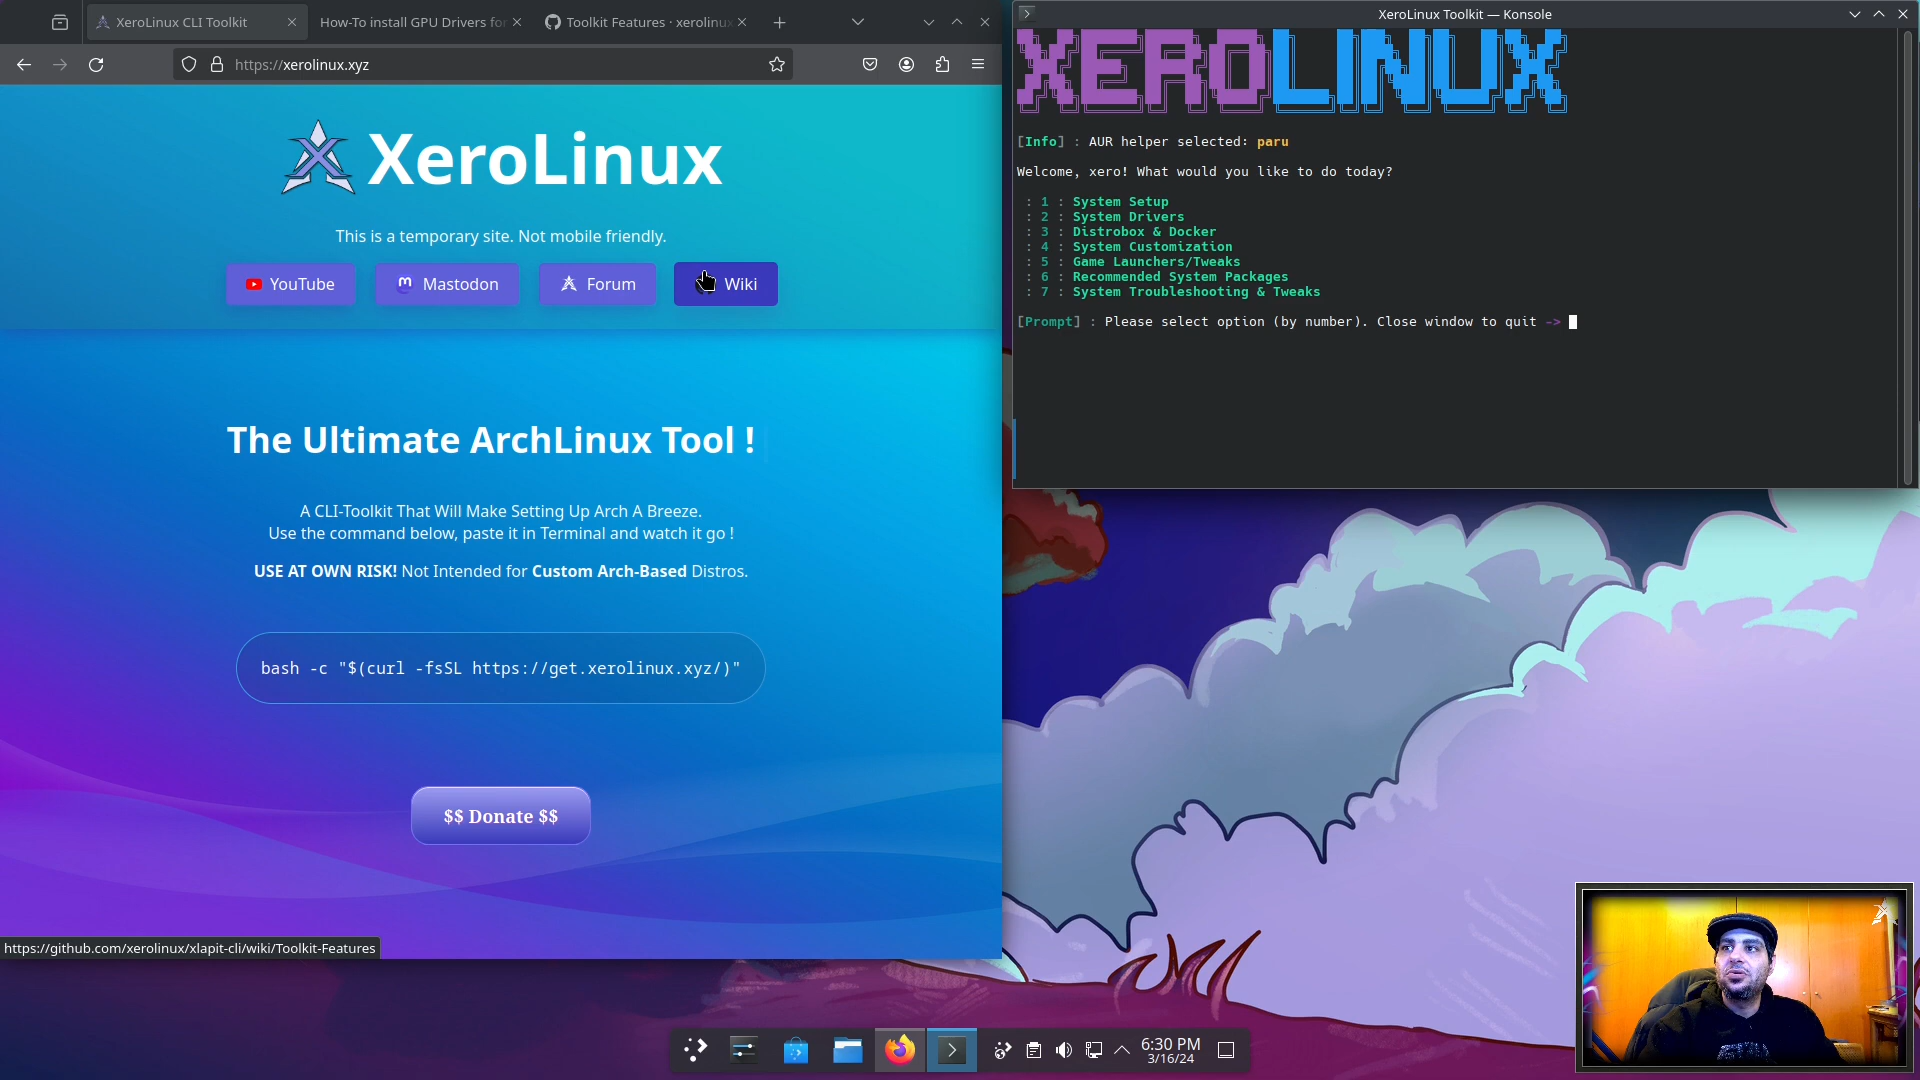 XeroLinux CLI Toolkit
How-To install GPU Drivers for
Toolkit Features · xerolinux
https://xerolinux.xyz
XeroLinux
This is a temporary site. Not mobile friendly.
YouTube
Mastodon
Forum
Wiki
The Ultimate ArchLinux Tool !
A CLI-Toolkit That Will Make Setting Up Arch A Breeze.
Use the command below, paste it in Terminal and watch it go !
USE AT OWN RISK! Not Intended for Custom Arch-Based Distros.
bash -c "$(curl -fsSL https://get.xerolinux.xyz/)"
$$ Donate $$
https://github.com/xerolinux/xlapit-cli/wiki/Toolkit-Features
XeroLinux Toolkit — Konsole
XEROLINUX
[Info] : AUR helper selected: paru
Welcome, xero! What would you like to do today?
: 1 : System Setup
: 2 : System Drivers
: 3 : Distrobox & Docker
: 4 : System Customization
: 5 : Game Launchers/Tweaks
: 6 : Recommended System Packages
: 7 : System Troubleshooting & Tweaks
[Prompt] : Please select option (by number). Close window to quit ->
6:30 PM
3/16/24